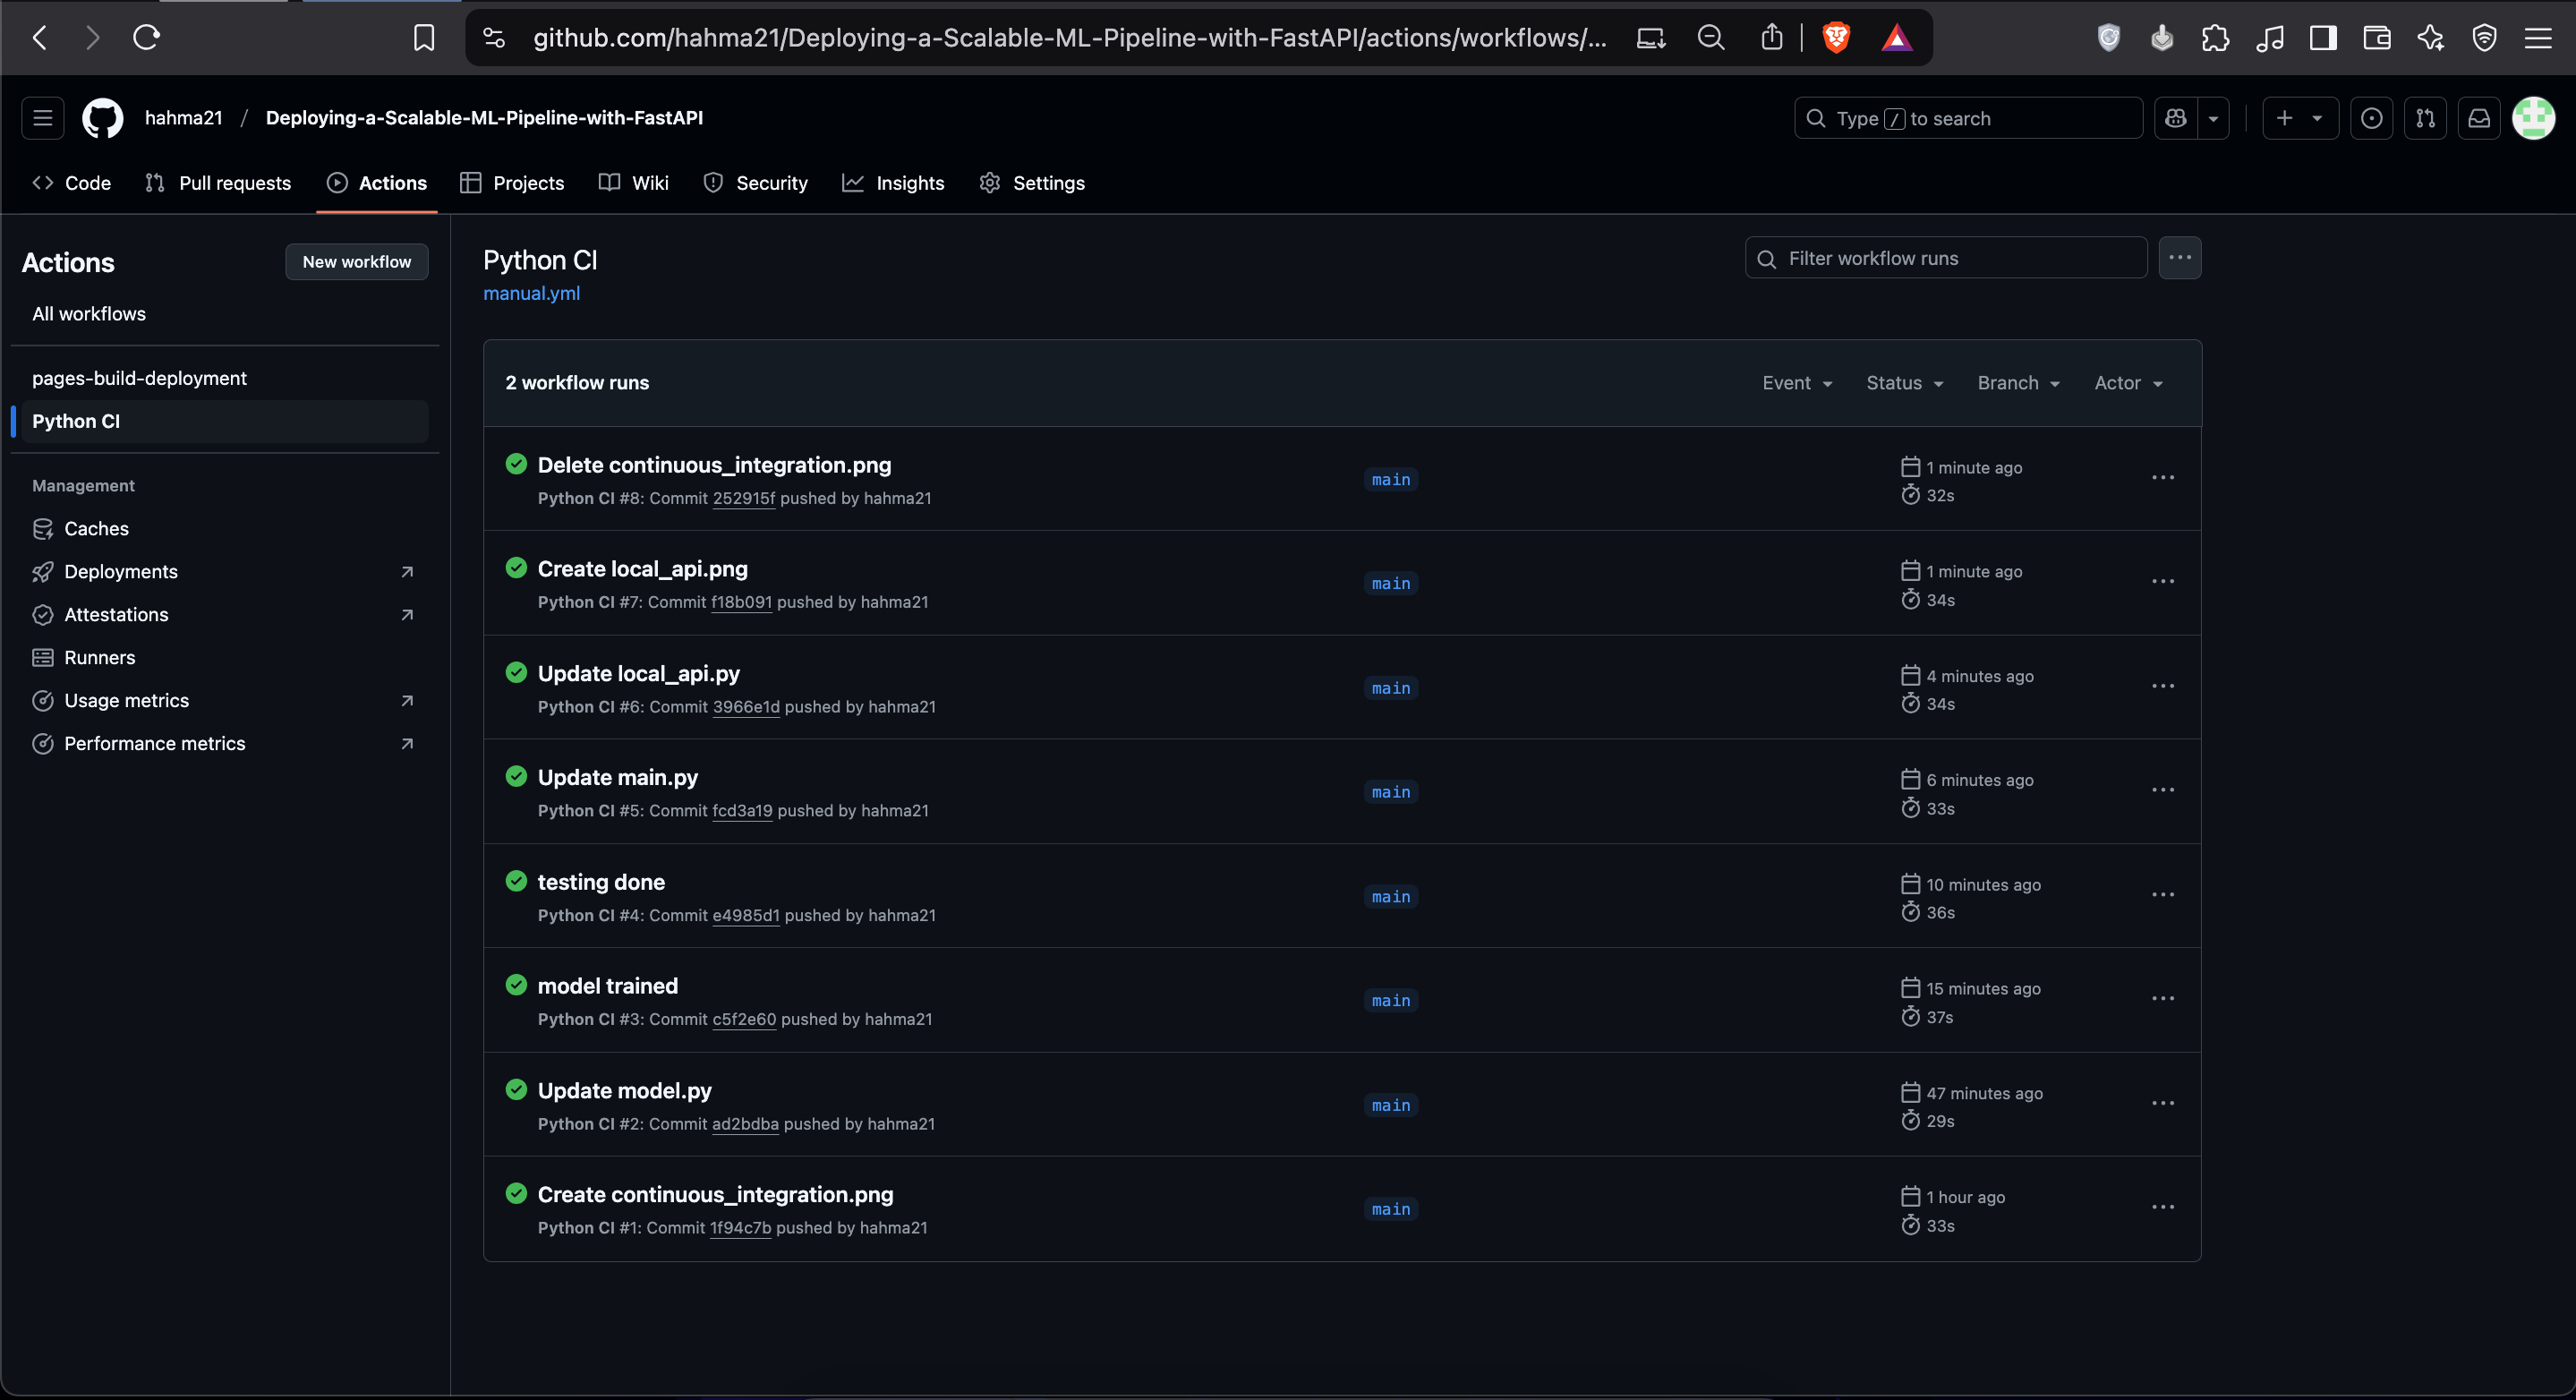 github.com/hahma21/Deploying-a-Scalable-ML-Pipeline-with-FastAPI/actions/workflows/...
hahma21 / Deploying-a-Scalable-ML-Pipeline-with-FastAPI
Type / to search
Code
Pull requests
Actions
Projects
Wiki
Security
Insights
Settings
Actions
New workflow
All workflows
pages-build-deployment
Python CI
Management
Caches
Deployments
Attestations
Runners
Usage metrics
Performance metrics
Python CI
manual.yml
Filter workflow runs
2 workflow runs
Event
Status
Branch
Actor
Delete continuous_integration.png
Python CI #8: Commit 252915f pushed by hahma21
main
1 minute ago
32s
Create local_api.png
Python CI #7: Commit f18b091 pushed by hahma21
main
1 minute ago
34s
Update local_api.py
Python CI #6: Commit 3966e1d pushed by hahma21
main
4 minutes ago
34s
Update main.py
Python CI #5: Commit fcd3a19 pushed by hahma21
main
6 minutes ago
33s
testing done
Python CI #4: Commit e4985d1 pushed by hahma21
main
10 minutes ago
36s
model trained
Python CI #3: Commit c5f2e60 pushed by hahma21
main
15 minutes ago
37s
Update model.py
Python CI #2: Commit ad2bdba pushed by hahma21
main
47 minutes ago
29s
Create continuous_integration.png
Python CI #1: Commit 1f94c7b pushed by hahma21
main
1 hour ago
33s